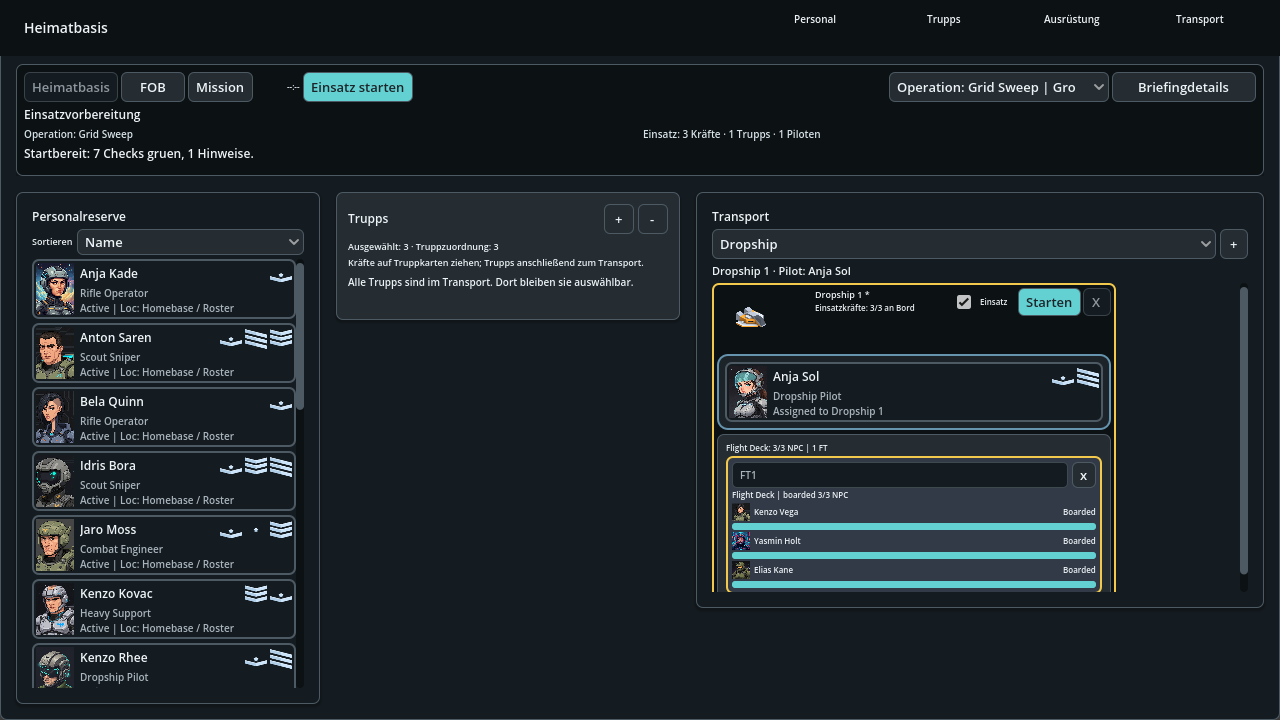 Heimatbasis
Personal
Trupps
Ausrüstung
Transport
Heimatbasis
FOB
Mission
--:--
Einsatz starten
Operation: Grid Sweep | Gro
Briefingdetails
Einsatzvorbereitung
Operation: Grid Sweep
Einsatz: 3 Kräfte · 1 Trupps · 1 Piloten
Startbereit: 7 Checks gruen, 1 Hinweise.
Personalreserve
Sortieren
Name
Anja Kade
Rifle Operator
Active | Loc: Homebase / Roster
Anton Saren
Scout Sniper
Active | Loc: Homebase / Roster
Bela Quinn
Rifle Operator
Active | Loc: Homebase / Roster
Idris Bora
Scout Sniper
Active | Loc: Homebase / Roster
Jaro Moss
Combat Engineer
Active | Loc: Homebase / Roster
Kenzo Kovac
Heavy Support
Active | Loc: Homebase / Roster
Kenzo Rhee
Dropship Pilot
Trupps
+
-
Ausgewählt: 3 · Truppzuordnung: 3
Kräfte auf Truppkarten ziehen; Trupps anschließend zum Transport.
Alle Trupps sind im Transport. Dort bleiben sie auswählbar.
Transport
Dropship
+
Dropship 1 · Pilot: Anja Sol
Dropship 1 *
Einsatzkräfte: 3/3 an Bord
Einsatz
Starten
X
Anja Sol
Dropship Pilot
Assigned to Dropship 1
Flight Deck: 3/3 NPC | 1 FT
FT1
x
Flight Deck | boarded 3/3 NPC
Kenzo Vega
Boarded
Yasmin Holt
Boarded
Elias Kane
Boarded